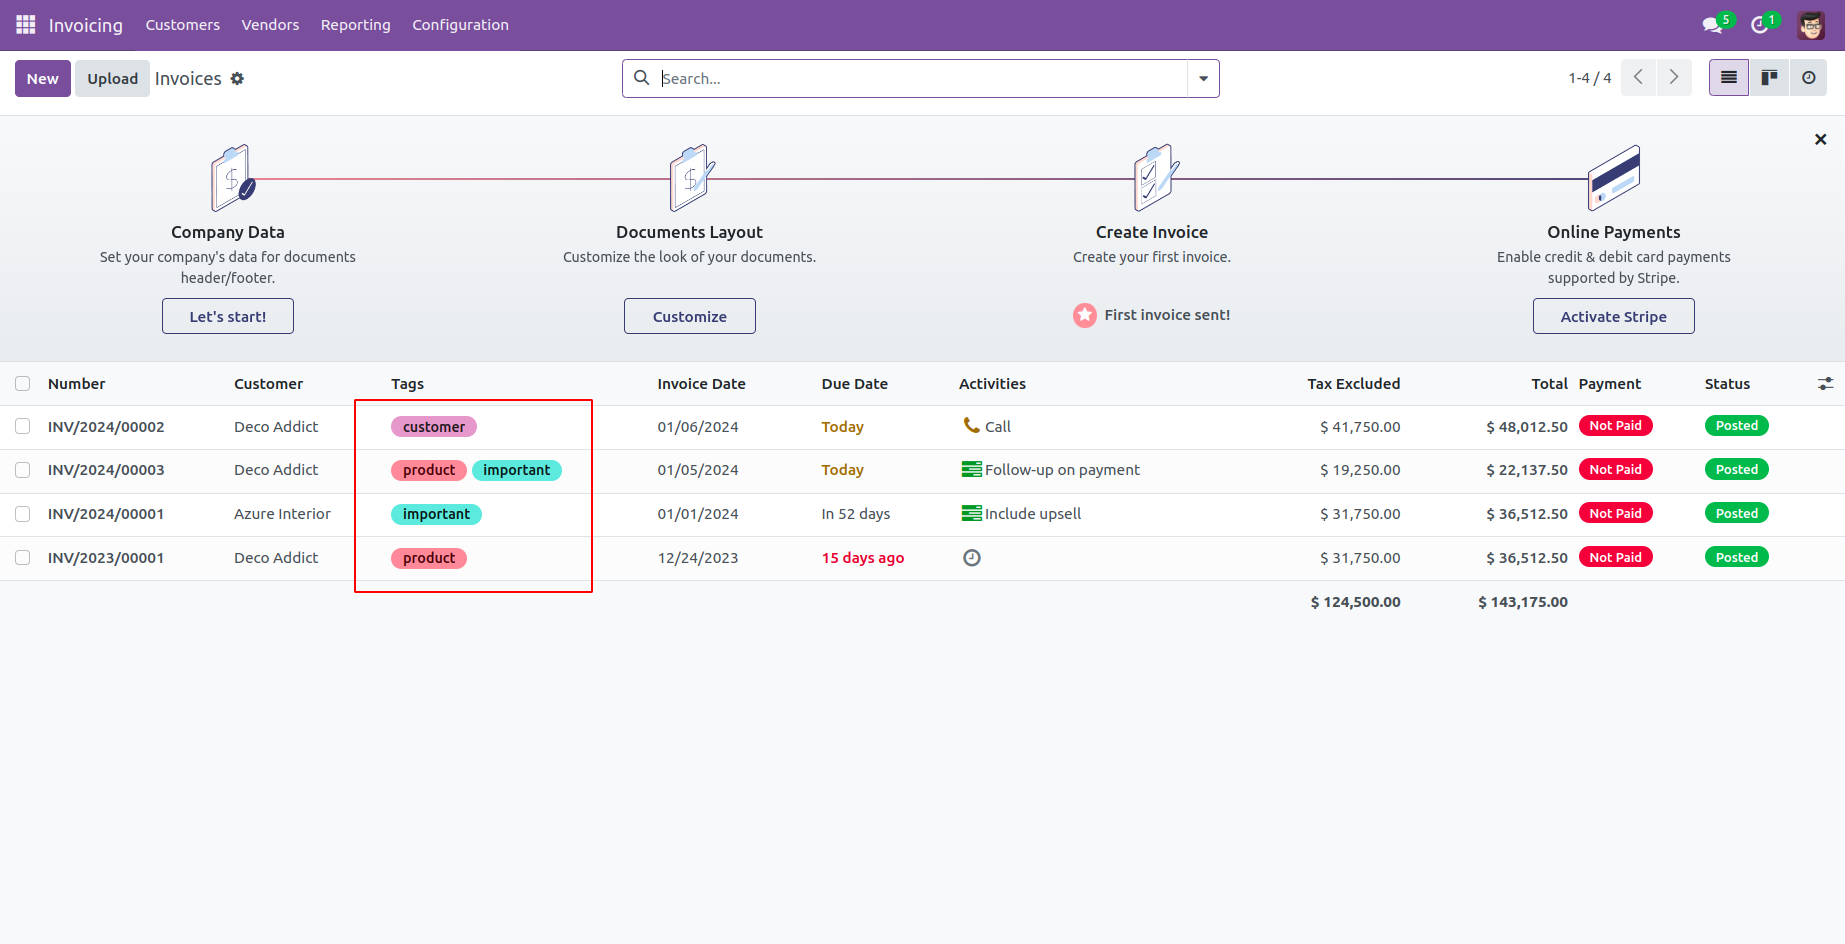 Invoicing Customers Vendors Reporting Configuration 5 1
New Upload Invoices Search... 1-4 / 4
Company Data Documents Layout Create Invoice Online Payments
Set your company's data for documents Customize the look of your documents. Create your first invoice. Enable credit & debit card payments
header/footer. supported by Stripe.
Let's start! Customize First invoice sent! Activate Stripe
Number Customer Tags Invoice Date Due Date Activities Tax Excluded Total Payment Status
INV/2024/00002 Deco Addict customer 01/06/2024 Today Call $ 41,750.00 $ 48,012.50 Not Paid Posted
INV/2024/00003 Deco Addict product important 01/05/2024 Today Follow-up on payment $ 19,250.00 $ 22,137.50 Not Paid Posted
INV/2024/00001 Azure Interior important 01/01/2024 In 52 days Include upsell $ 31,750.00 $ 36,512.50 Not Paid Posted
INV/2023/00001 Deco Addict product 12/24/2023 15 days ago $ 31,750.00 $ 36,512.50 Not Paid Posted
$ 124,500.00 $ 143,175.00